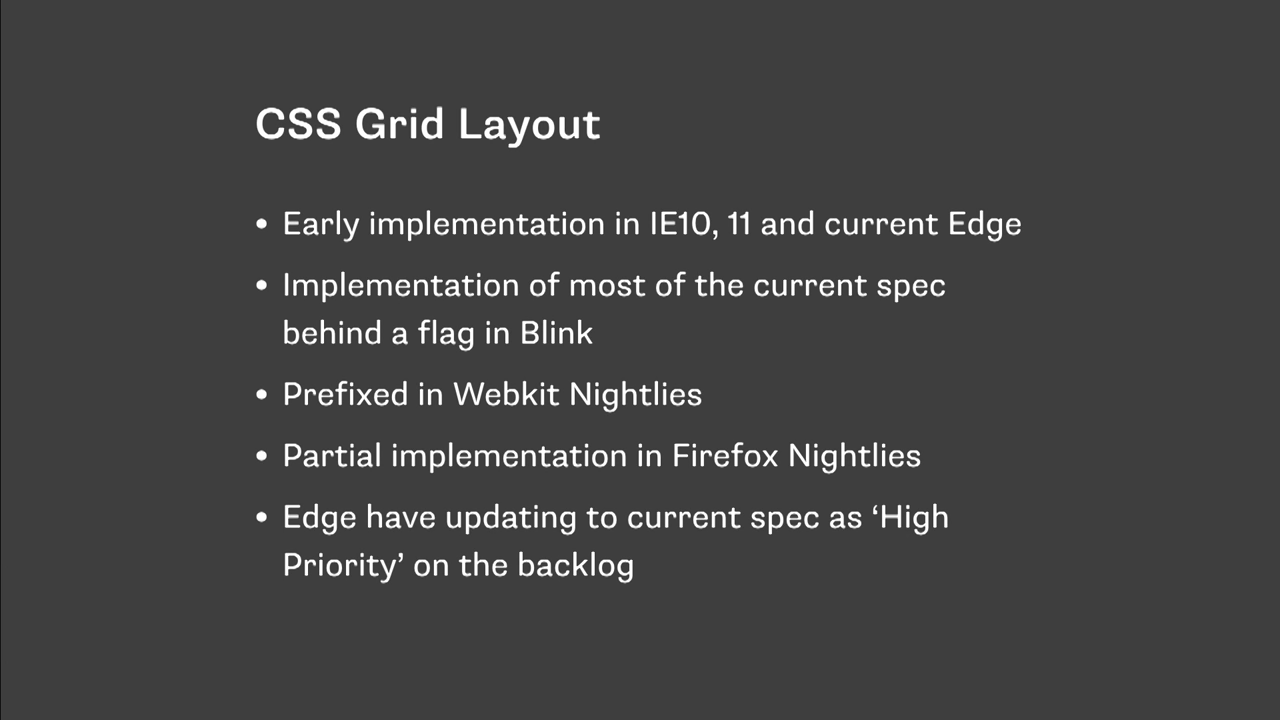 CSS Grid Layout
• Early implementation in IE10, 11 and current Edge
• Implementation of most of the current spec
behind a flag in Blink
• Prefixed in Webkit Nightlies
• Partial implementation in Firefox Nightlies
• Edge have updating to current spec as ‘High
Priority’ on the backlog